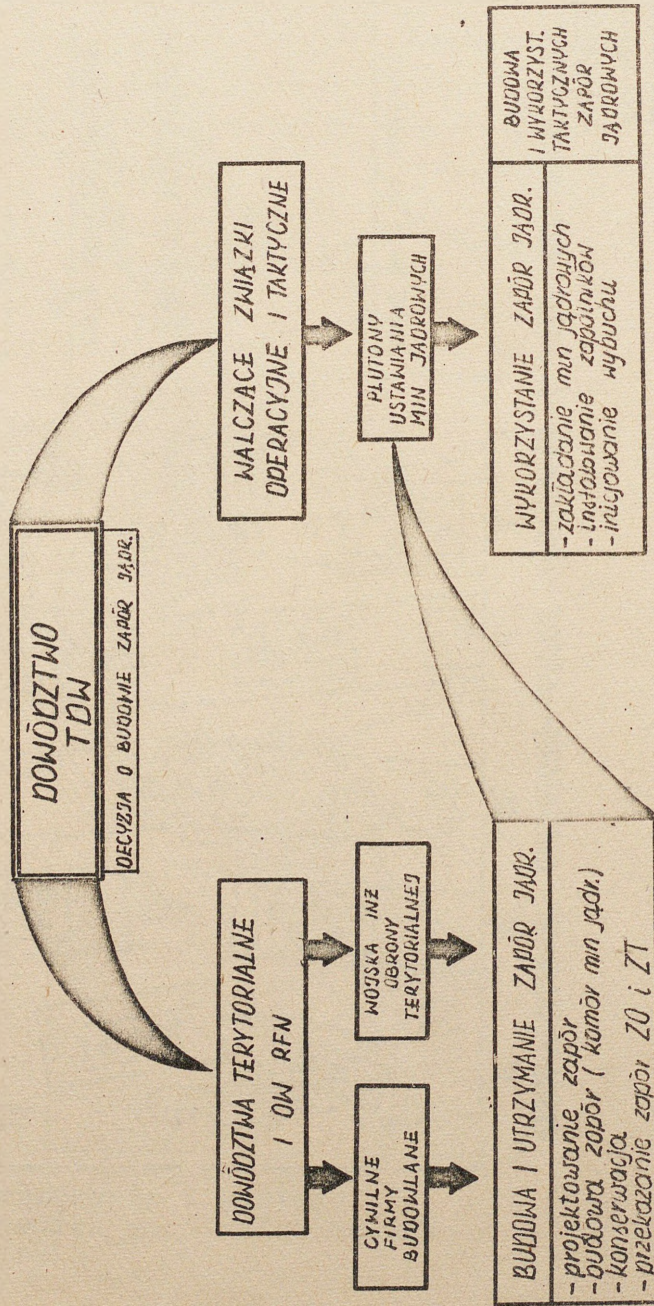 DOWÓDZTWO
TDW
DECYZJA O BUDOWIE ZAPÓR JĄDR.
DOWÓDZTWA TERYTORIALNE
I OW RFN
WALCZĄCE ZWIĄZKI
OPERACYJNE I TAKTYCZNE
CYWILNE
FIRMY
BUDOWLANE
WOJSKA INŻ
OBRONY
TERYTORIALNEJ
PLUTONY
USTAWIANIA
MIN JĄDROWYCH
BUDOWA I UTRZYMANIE ZAPÓR JĄDR.
- projektowanie zapór
- budowa zapór (komór min jądr.)
- konserwacja
- przekazanie zapór ZO i ZT
WYKORZYSTANIE ZAPÓR JĄDR.
- zakładanie min jądrowych
- instalowanie zapalników
- inicjowanie wybuchu
BUDOWA
I WYKORZYST.
TAKTYCZNYCH
ZAPÓR
JĄDROWYCH